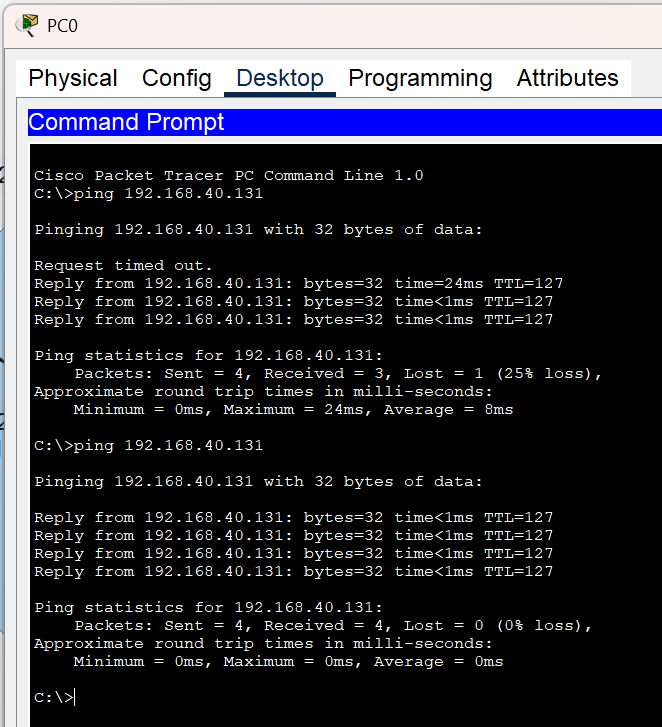 PC0
Physical Config Desktop Programming Attributes
Command Prompt
Cisco Packet Tracer PC Command Line 1.0
C:\>ping 192.168.40.131
Pinging 192.168.40.131 with 32 bytes of data:
Request timed out.
Reply from 192.168.40.131: bytes=32 time=24ms TTL=127
Reply from 192.168.40.131: bytes=32 time<1ms TTL=127
Reply from 192.168.40.131: bytes=32 time<1ms TTL=127
Ping statistics for 192.168.40.131:
    Packets: Sent = 4, Received = 3, Lost = 1 (25% loss),
Approximate round trip times in milli-seconds:
    Minimum = 0ms, Maximum = 24ms, Average = 8ms
C:\>ping 192.168.40.131
Pinging 192.168.40.131 with 32 bytes of data:
Reply from 192.168.40.131: bytes=32 time<1ms TTL=127
Reply from 192.168.40.131: bytes=32 time<1ms TTL=127
Reply from 192.168.40.131: bytes=32 time<1ms TTL=127
Reply from 192.168.40.131: bytes=32 time<1ms TTL=127
Ping statistics for 192.168.40.131:
    Packets: Sent = 4, Received = 4, Lost = 0 (0% loss),
Approximate round trip times in milli-seconds:
    Minimum = 0ms, Maximum = 0ms, Average = 0ms
C:\>